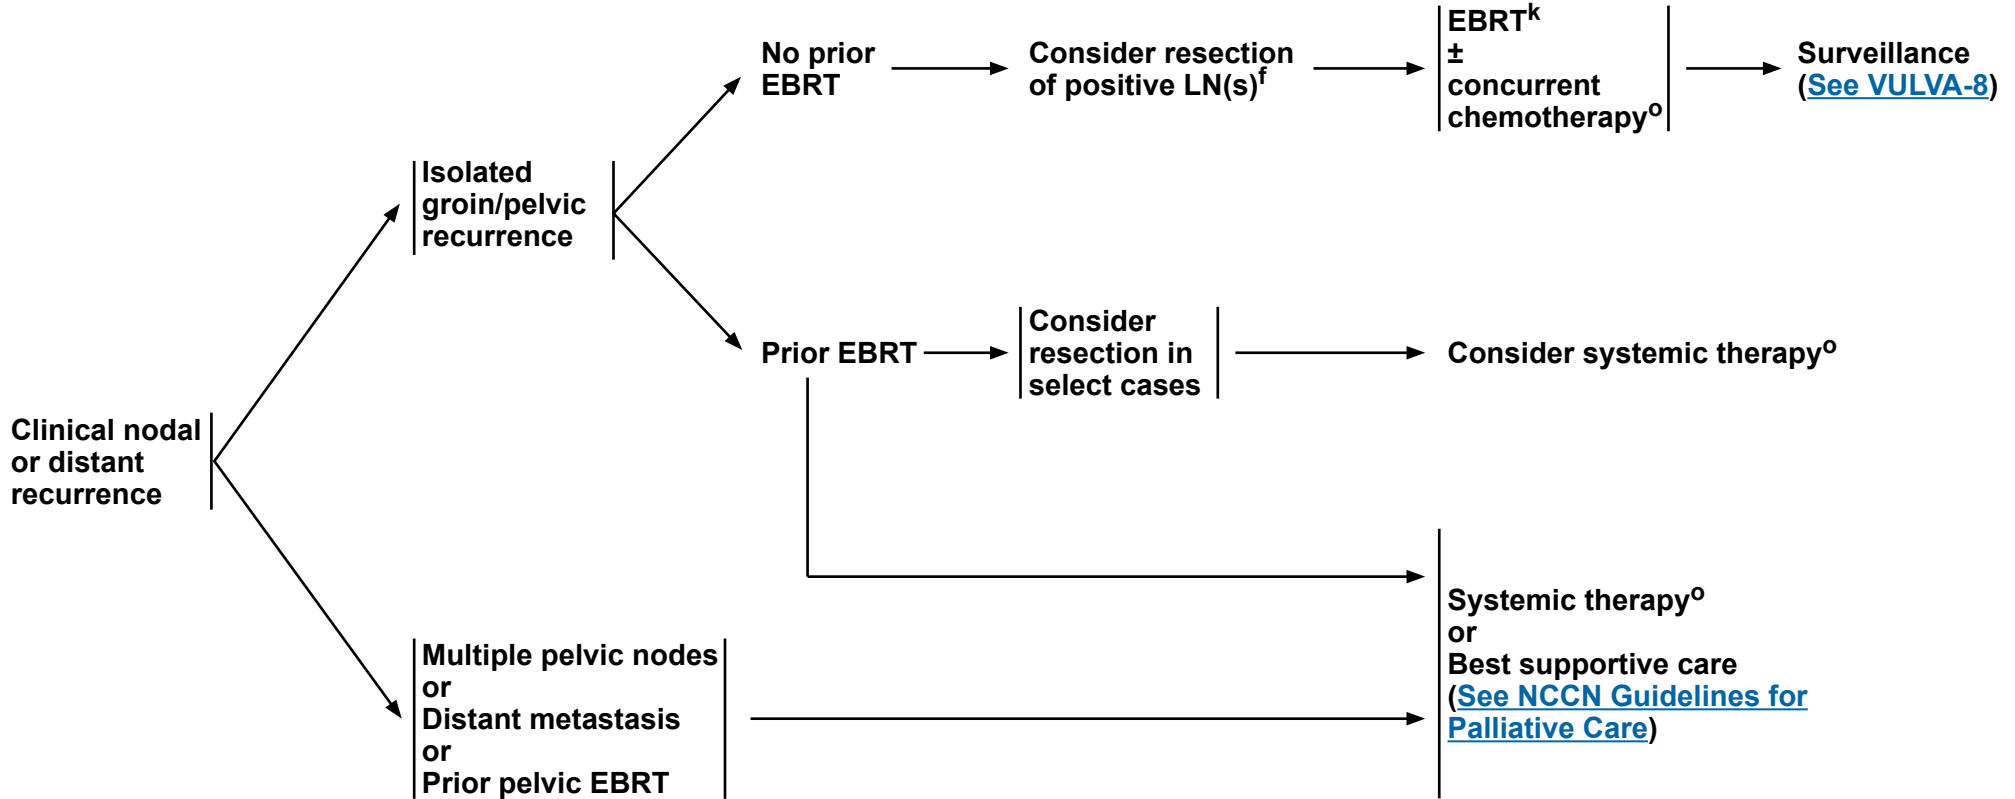 No prior
EBRT
Consider resection
of positive LN(s)f
EBRTk
±
concurrent
chemotherapyo
Surveillance
(See VULVA-8)
Isolated
groin/pelvic
recurrence
Prior EBRT
Consider
resection in
select cases
Consider systemic therapyo
Clinical nodal
or distant
recurrence
Multiple pelvic nodes
or
Distant metastasis
or
Prior pelvic EBRT
Systemic therapyo
or
Best supportive care
(See NCCN Guidelines for
Palliative Care)